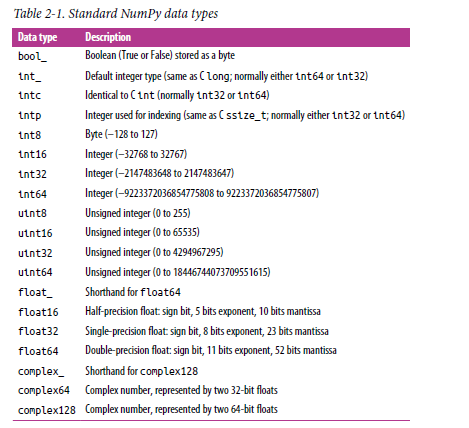 Table 2-1. Standard NumPy data types
Data type Description
bool_ Boolean (True or False) stored as a byte
int_ Default integer type (same as C long; normally either int64 or int32)
intc Identical to C int (normally int32 or int64)
intp Integer used for indexing (same as C ssize_t; normally either int32 or int64)
int8 Byte (–128 to 127)
int16 Integer (–32768 to 32767)
int32 Integer (–2147483648 to 2147483647)
int64 Integer (–9223372036854775808 to 9223372036854775807)
uint8 Unsigned integer (0 to 255)
uint16 Unsigned integer (0 to 65535)
uint32 Unsigned integer (0 to 4294967295)
uint64 Unsigned integer (0 to 18446744073709551615)
float_ Shorthand for float64
float16 Half-precision float: sign bit, 5 bits exponent, 10 bits mantissa
float32 Single-precision float: sign bit, 8 bits exponent, 23 bits mantissa
float64 Double-precision float: sign bit, 11 bits exponent, 52 bits mantissa
complex_ Shorthand for complex128
complex64 Complex number, represented by two 32-bit floats
complex128 Complex number, represented by two 64-bit floats